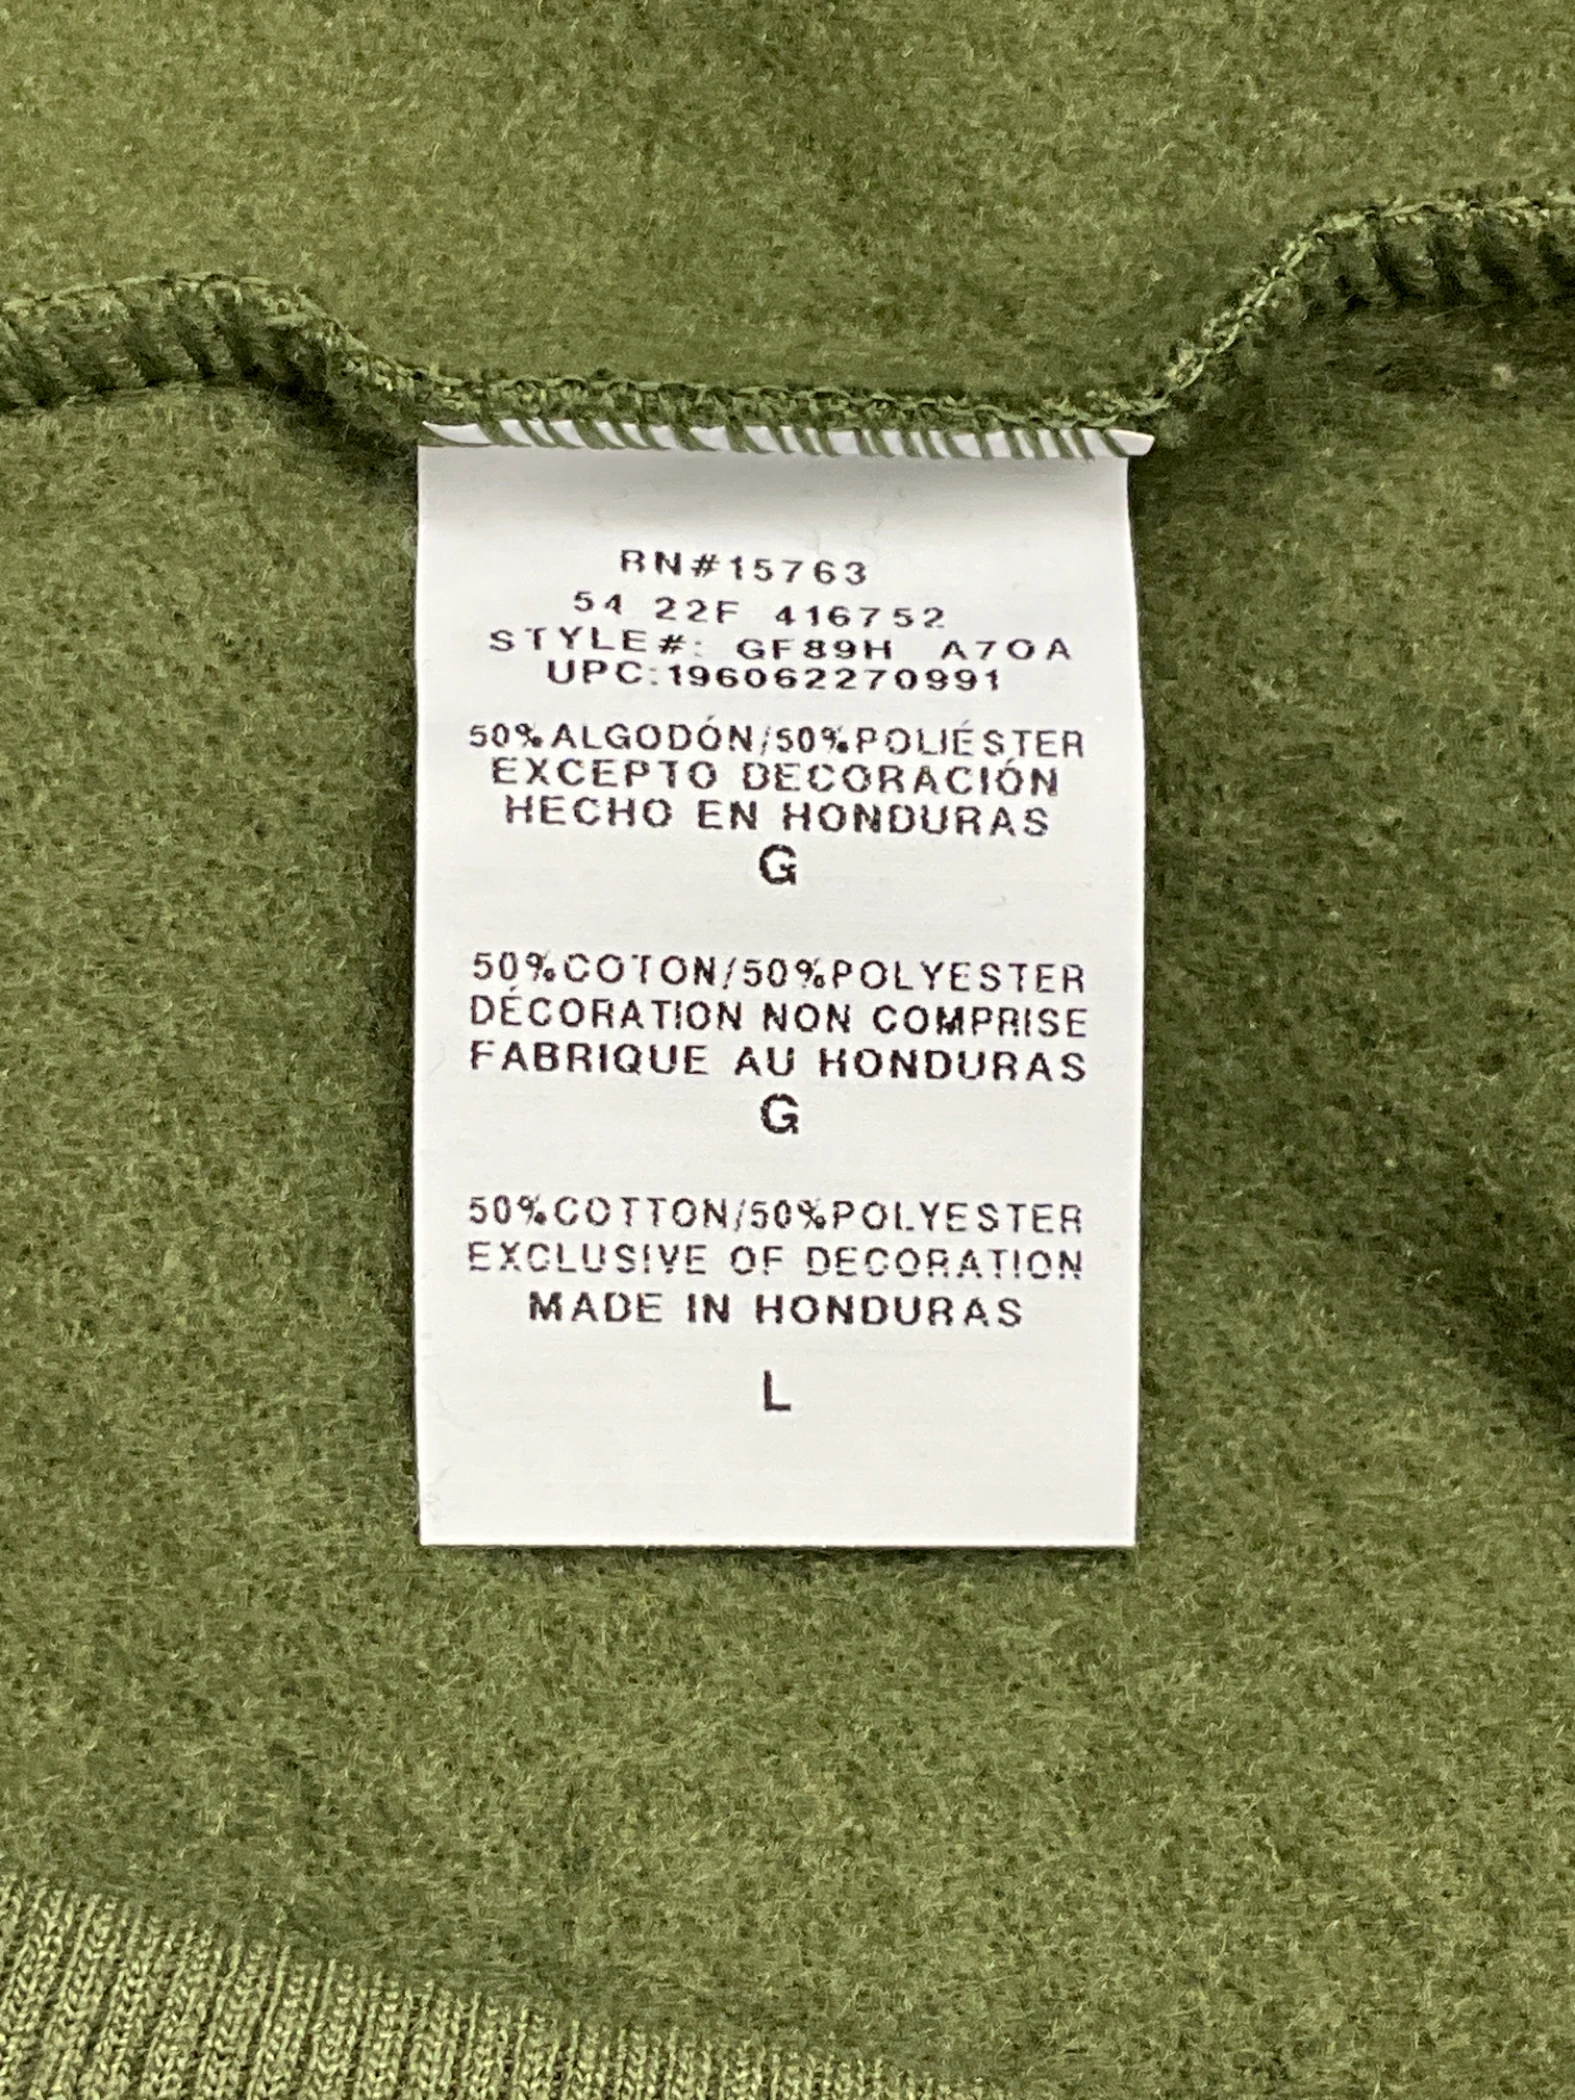 RN#15763
54 22F 416752
STYLE#: GF89H A7OA
UPC:196062270991
50%ALGODÓN/50%POLIÉSTER
EXCEPTO DECORACIÓN
HECHO EN HONDURAS
G
50%COTON/50%POLYESTER
DÉCORATION NON COMPRISE
FABRIQUE AU HONDURAS
G
50%COTTON/50%POLYESTER
EXCLUSIVE OF DECORATION
MADE IN HONDURAS
L